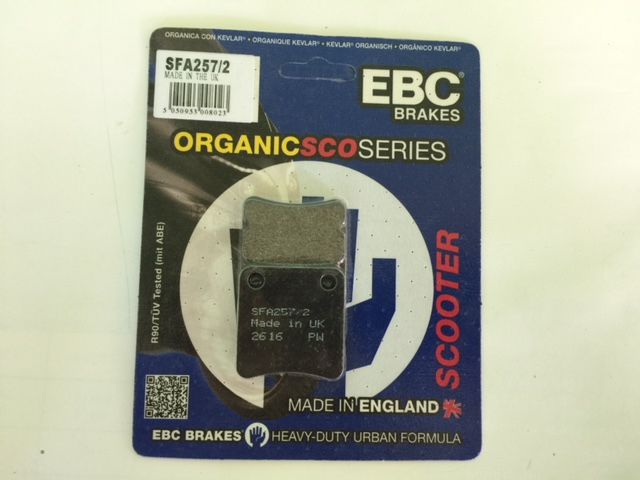 ORGANICA CON KEVLAR® • ORGANIQUE KEVLAR® • KEVLAR® ORGANISCH • ORGÂNICO KEVLAR®
SFA257/2
MADE IN THE UK
5 050953 008023
EBC®
BRAKES
ORGANICSCOSERIES
SCOOTER
R90/TÜV Tested (mit ABE)
SFA257/2
Made in UK
2616 PW
MADE IN ENGLAND
EBC BRAKES HEAVY-DUTY URBAN FORMULA